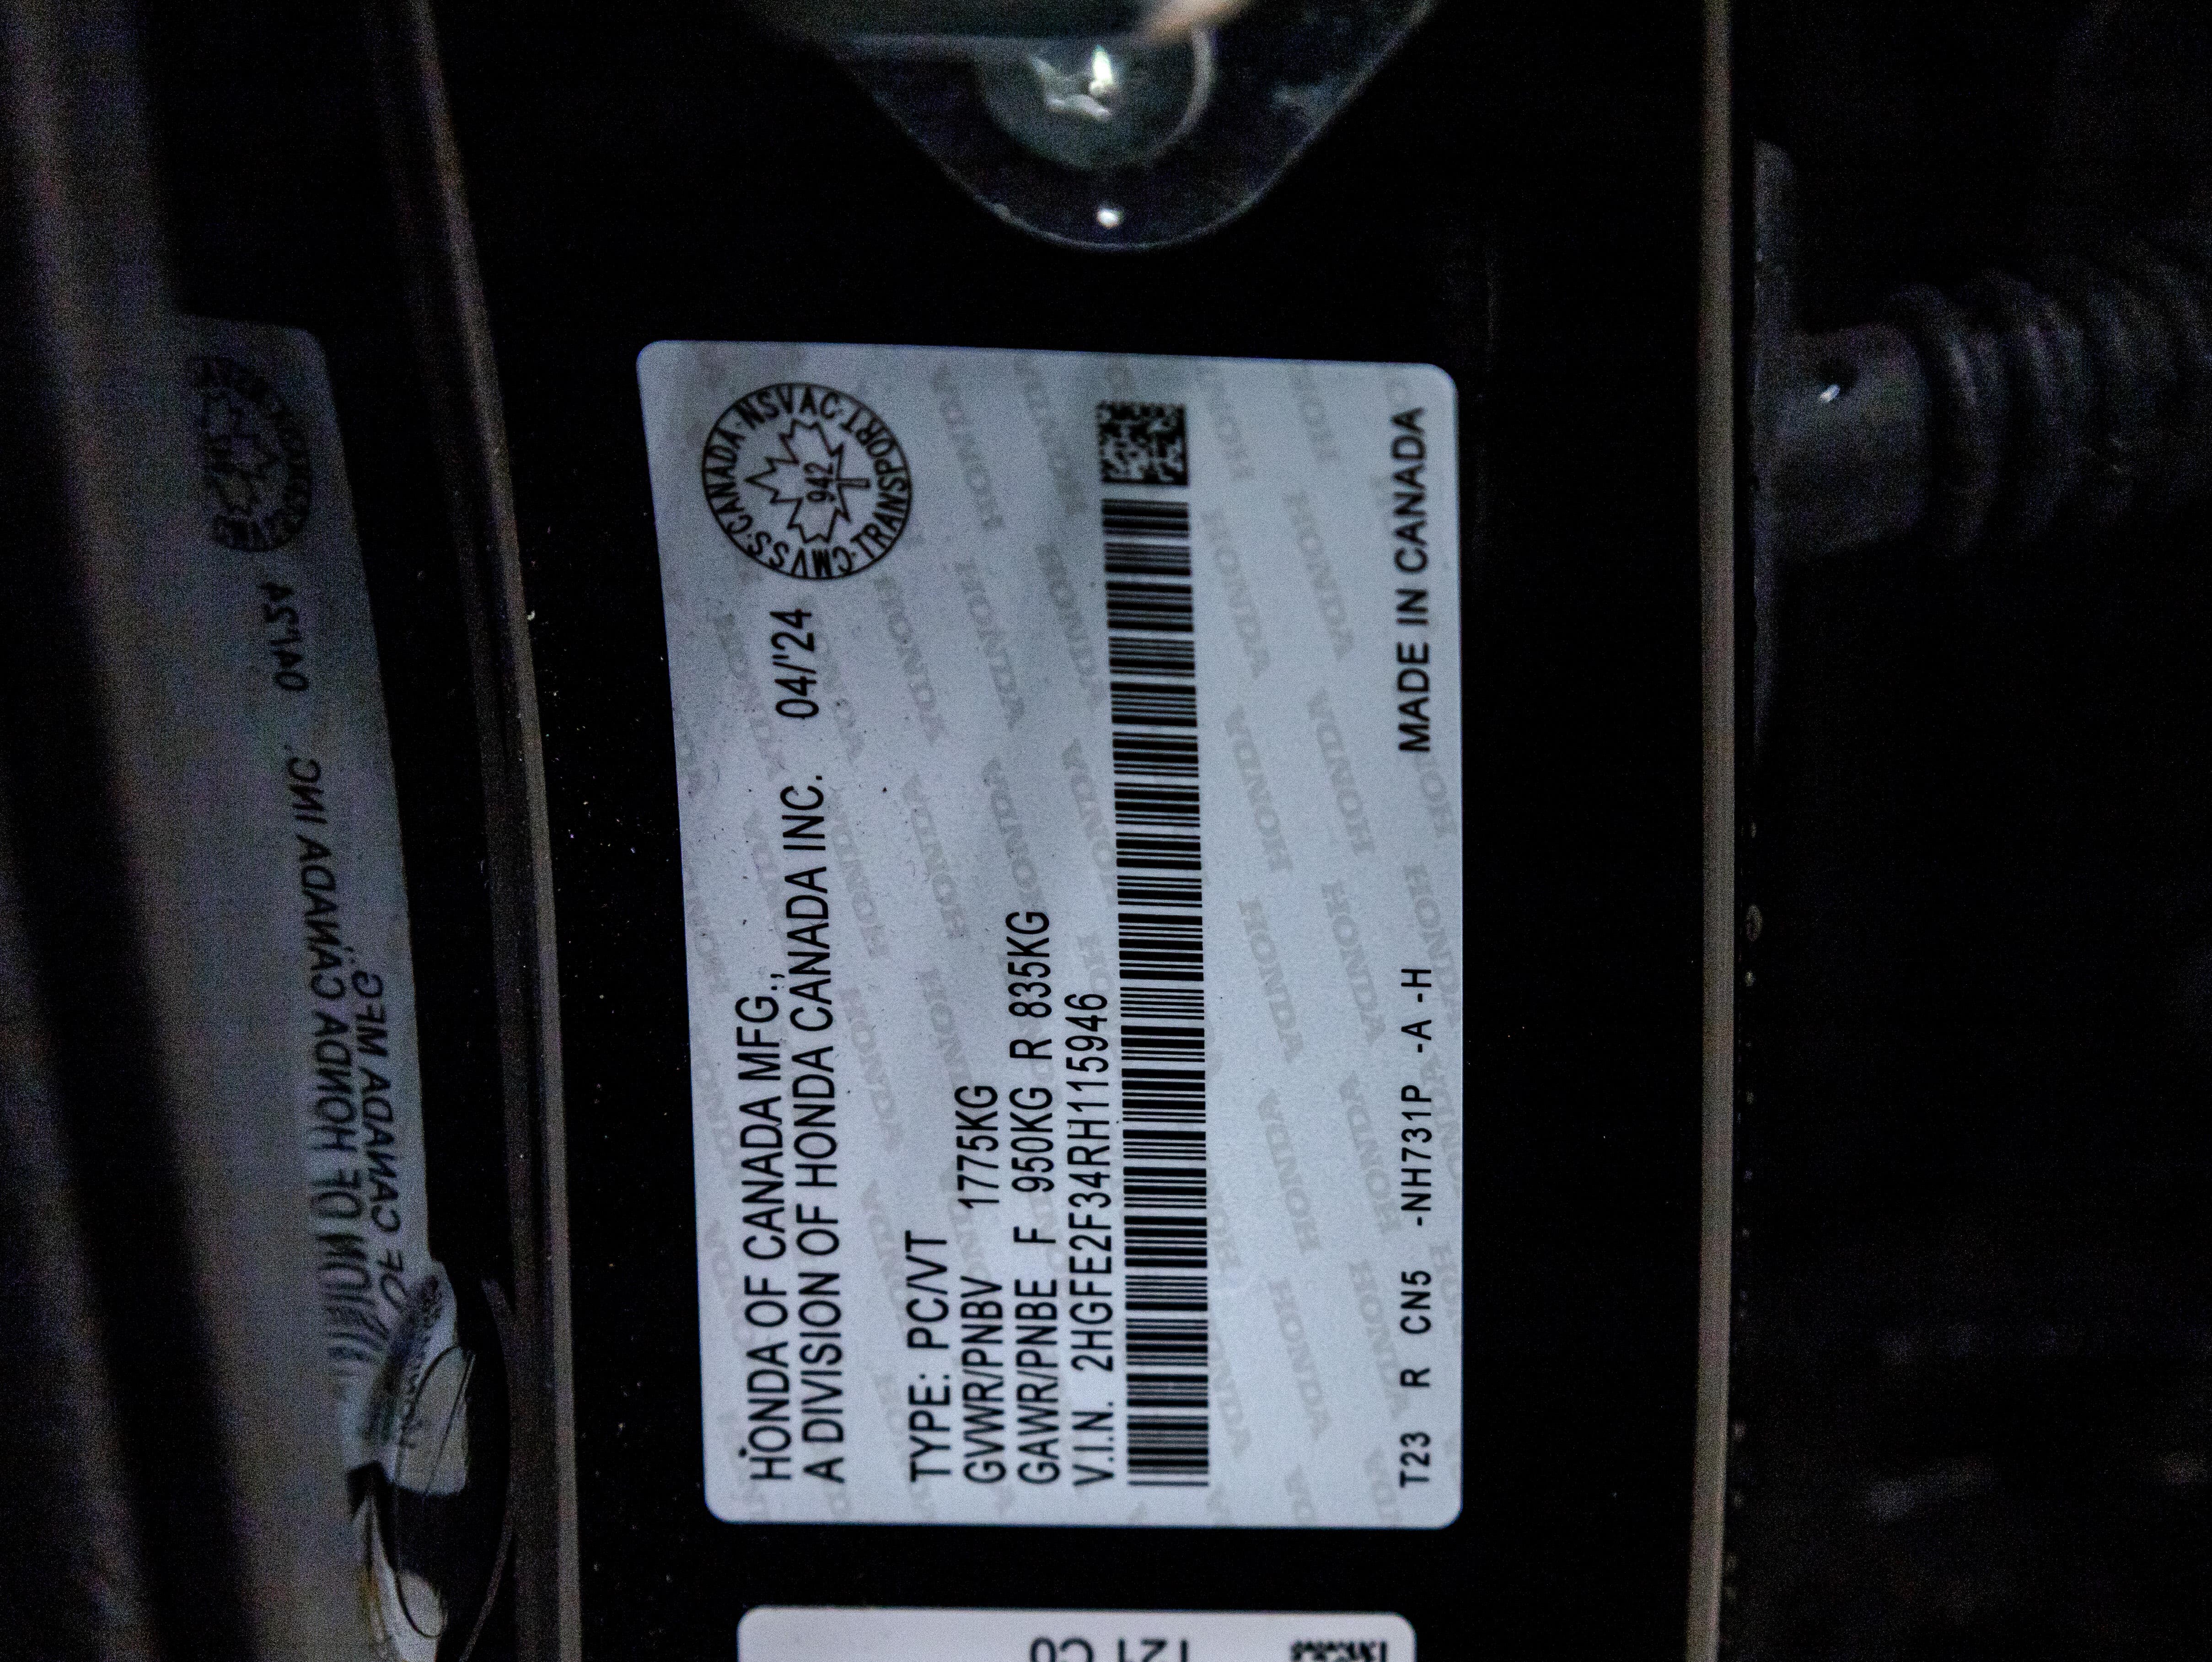 HONDA OF CANADA MFG.,
A DIVISION OF HONDA CANADA INC. 04/'24
CANADA·NSVAC·TRANSPORT·CMVSS·
942
TYPE: PC/VT
GVWR/PNBV 1775KG
GAWR/PNBE F 950KG R 835KG
V.I.N. 2HGFE2F34RH115946
T23 R CN5 -NH731P -A -H MADE IN CANADA